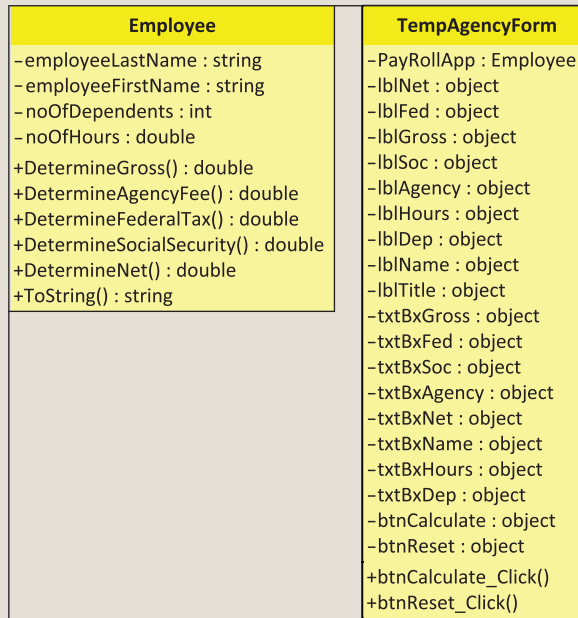 Employee
–employeeLastName : string
–employeeFirstName : string
–noOfDependents : int
–noOfHours : double
+DetermineGross() : double
+DetermineAgencyFee() : double
+DetermineFederalTax() : double
+DetermineSocialSecurity() : double
+DetermineNet() : double
+ToString() : string
TempAgencyForm
–PayRollApp : Employee
–lblNet : object
–lblFed : object
–lblGross : object
–lblSoc : object
–lblAgency : object
–lblHours : object
–lblDep : object
–lblName : object
–lblTitle : object
–txtBxGross : object
–txtBxFed : object
–txtBxSoc : object
–txtBxAgency : object
–txtBxNet : object
–txtBxName : object
–txtBxHours : object
–txtBxDep : object
–btnCalculate : object
–btnReset : object
+btnCalculate_Click()
+btnReset_Click()